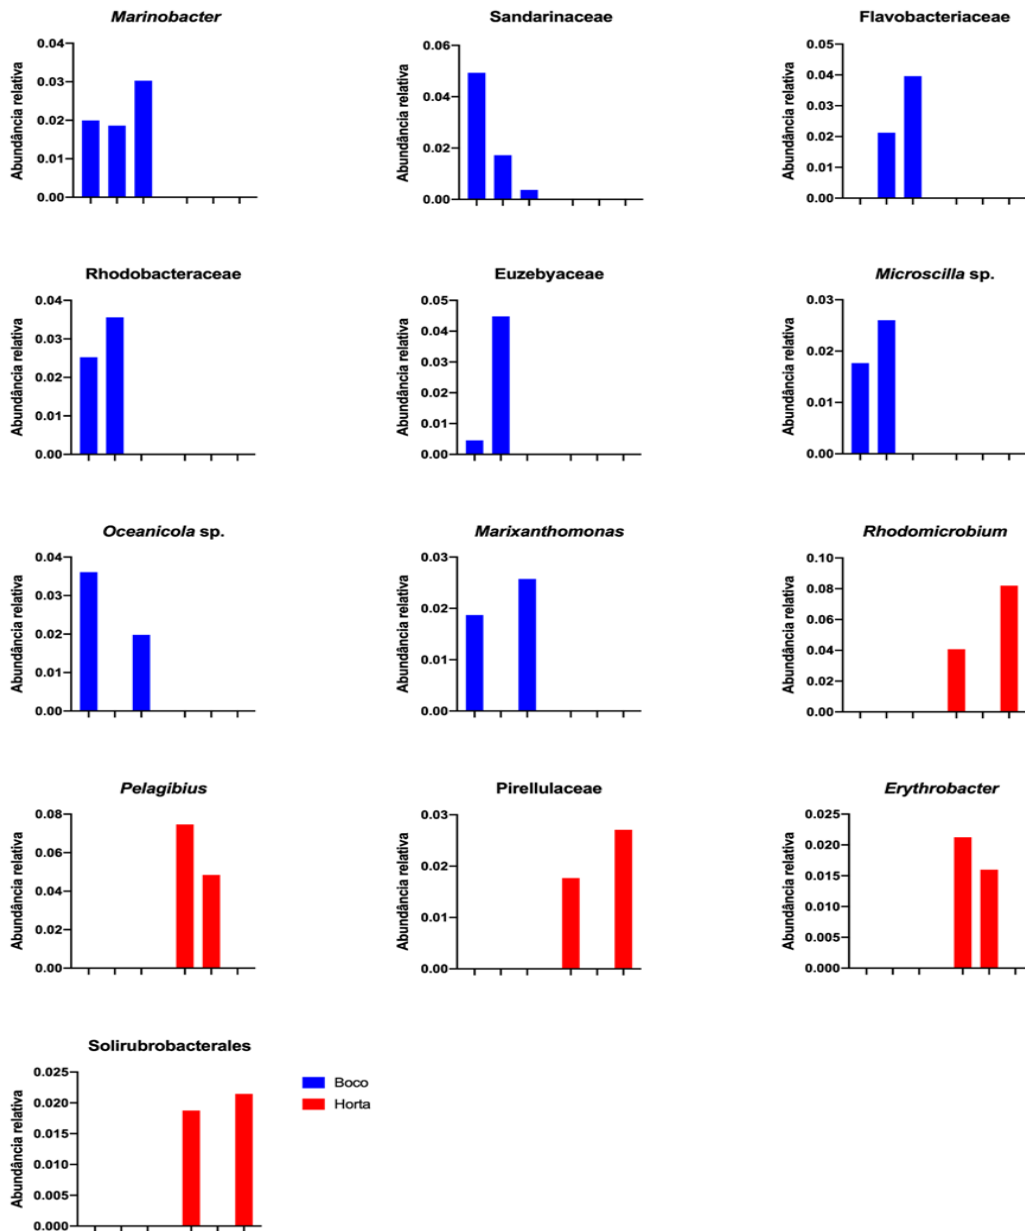 Marinobacter
Abundância relativa
0.04
0.03
0.02
0.01
0.00
Sandarinaceae
Abundância relativa
0.06
0.04
0.02
0.00
Flavobacteriaceae
Abundância relativa
0.05
0.04
0.03
0.02
0.01
0.00
Rhodobacteraceae
Abundância relativa
0.04
0.03
0.02
0.01
0.00
Euzebyaceae
Abundância relativa
0.05
0.04
0.03
0.02
0.01
0.00
Microscilla sp.
Abundância relativa
0.03
0.02
0.01
0.00
Oceanicola sp.
Abundância relativa
0.04
0.03
0.02
0.01
0.00
Marixanthomonas
Abundância relativa
0.03
0.02
0.01
0.00
Rhodomicrobium
Abundância relativa
0.10
0.08
0.06
0.04
0.02
0.00
Pelagibius
Abundância relativa
0.08
0.06
0.04
0.02
0.00
Pirellulaceae
Abundância relativa
0.03
0.02
0.01
0.00
Erythrobacter
Abundância relativa
0.025
0.020
0.015
0.010
0.005
0.000
Solirubrobacterales
Abundância relativa
0.025
0.020
0.015
0.010
0.005
0.000
Boco
Horta